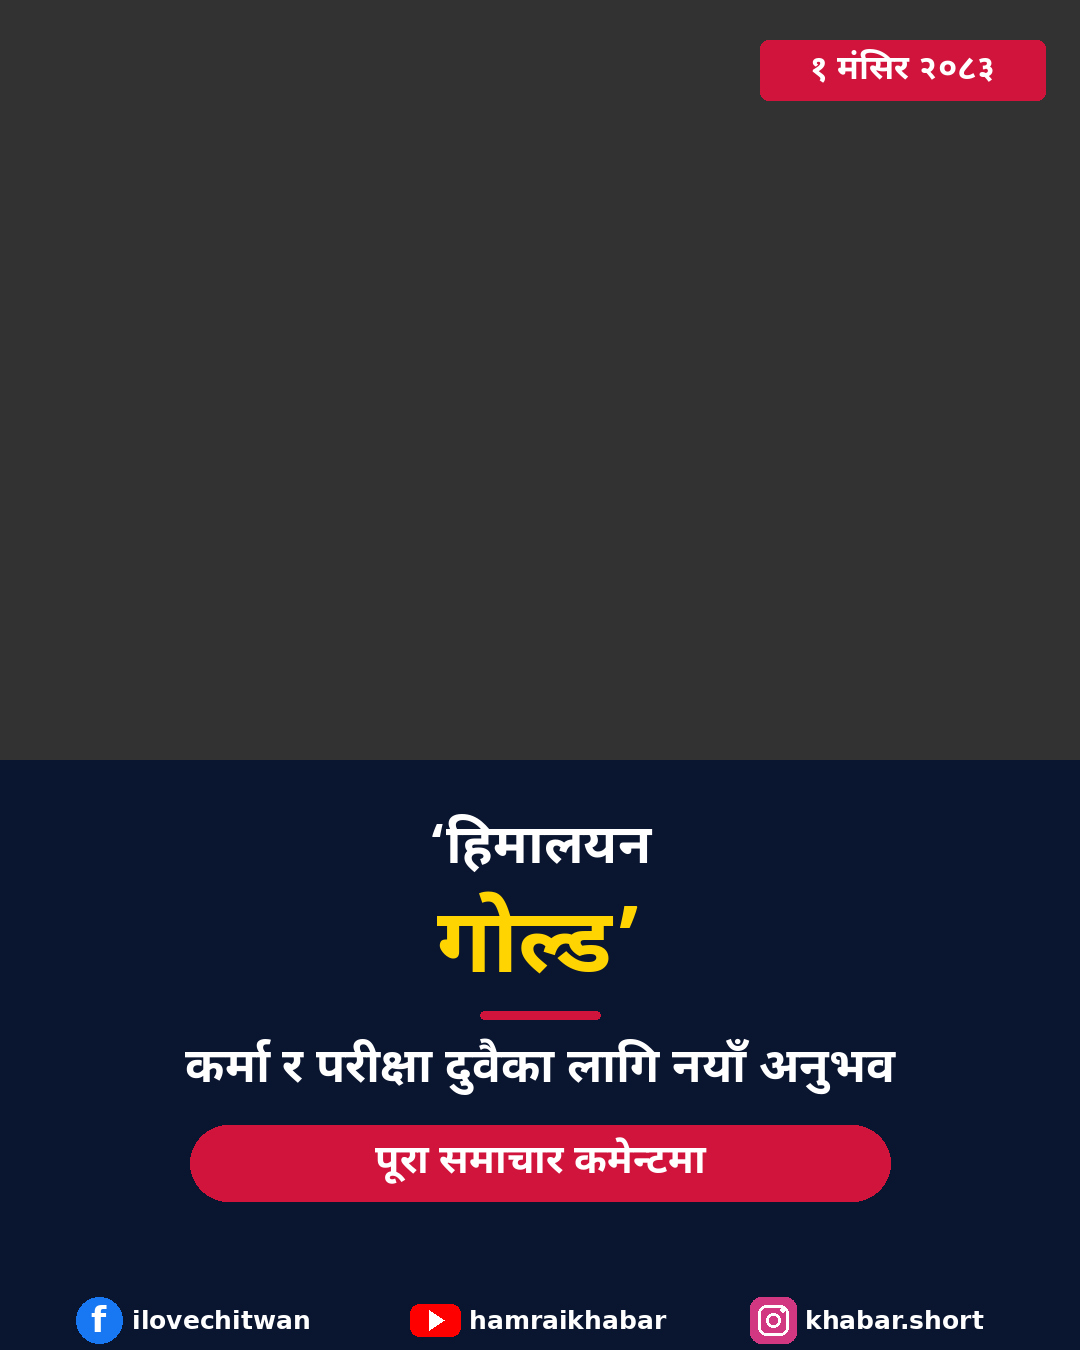 १ मंसिर २०८३
‘हिमालयन
गोल्ड’
कर्मा र परीक्षा दुवैका लागि नयाँ अनुभव
पूरा समाचार कमेन्टमा
ilovechitwan hamraikhabar khabar.short